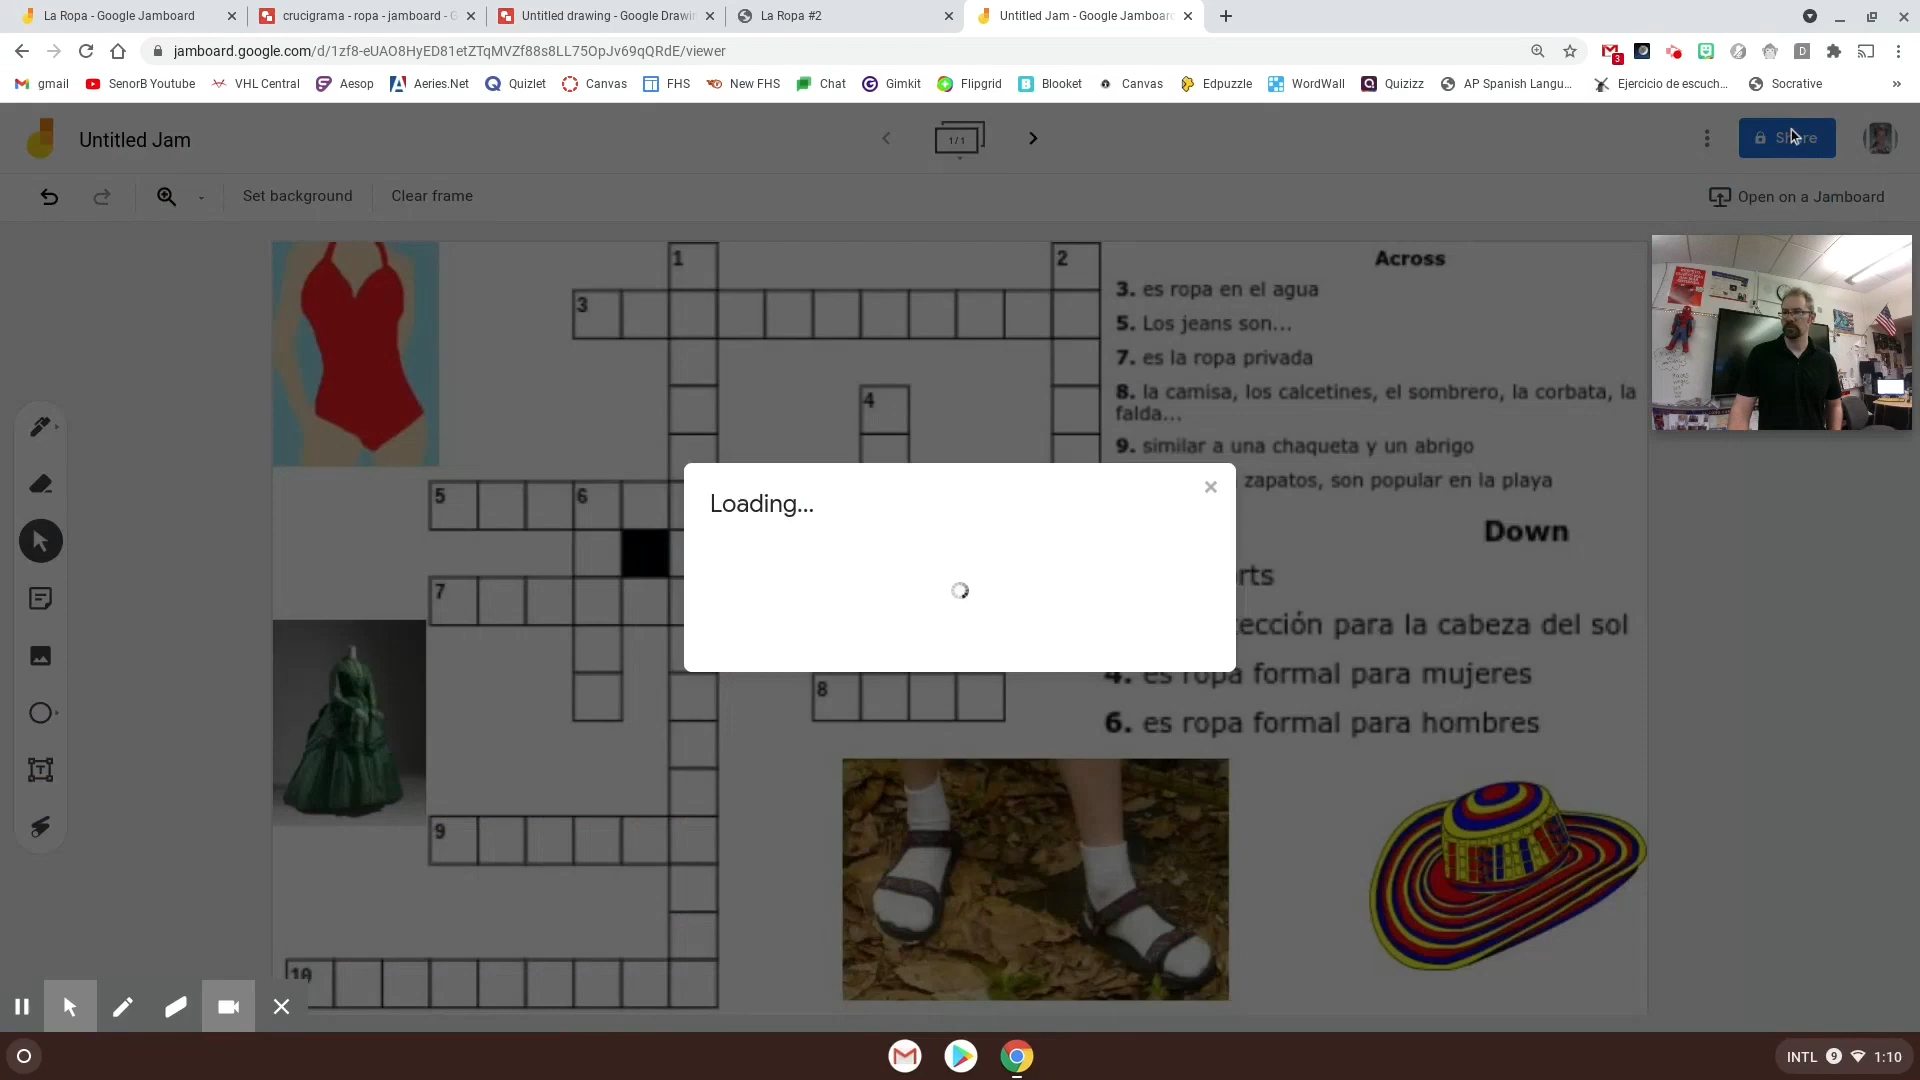 La Ropa - Google Jamboard
crucigrama - ropa - jamboard - G
Untitled drawing - Google Drawin
La Ropa #2
Untitled Jam - Google Jamboard
jamboard.google.com/d/1zf8-eUAO8HyED81etZTqMVZf88s8LL75OpJv69qQRdE/viewer
3
gmail
SenorB Youtube
VHL Central
Aesop
Aeries.Net
Quizlet
Canvas
FHS
New FHS
Chat
Gimkit
Flipgrid
Blooket
Canvas
Edpuzzle
WordWall
Quizizz
AP Spanish Langu...
Ejercicio de escuch...
Socrative
»
Untitled Jam
1/1
Share
Set background
Clear frame
Open on a Jamboard
1
2
3
4
5
6
7
8
9
10
Across
3. es ropa en el agua
5. Los jeans son...
7. es la ropa privada
8. la camisa, los calcetines, el sombrero, la corbata, la
falda...
9. similar a una chaqueta y un abrigo
zapatos, son popular en la playa
Down
rts
ección para la cabeza del sol
4. es ropa formal para mujeres
6. es ropa formal para hombres
Loading...
INTL
9
1:10